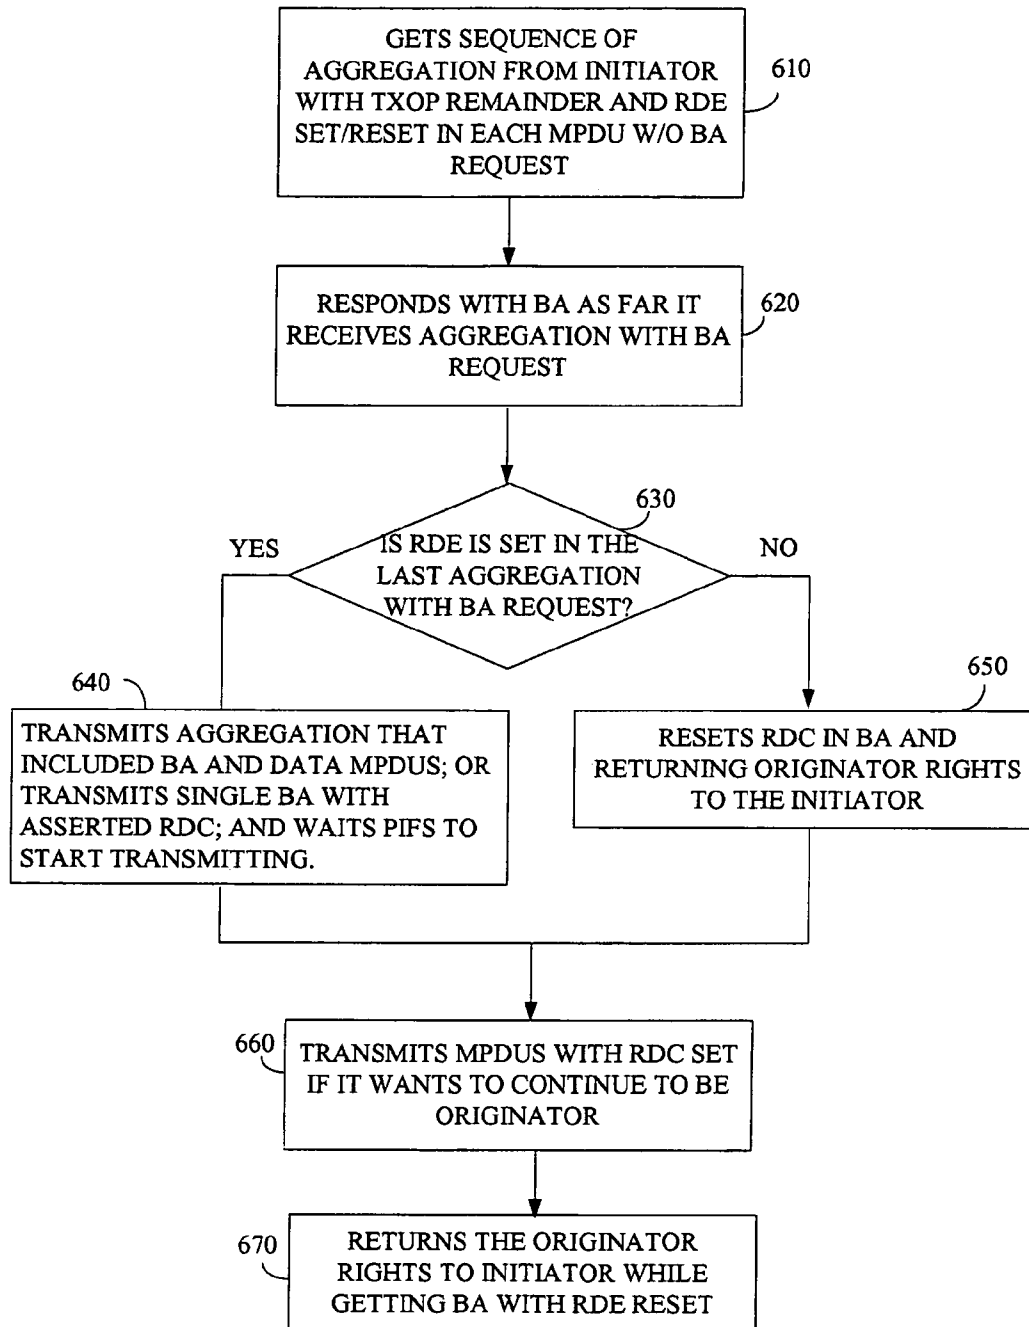 GETS SEQUENCE OF
AGGREGATION FROM INITIATOR
WITH TXOP REMAINDER AND RDE
SET/RESET IN EACH MPDU W/O BA
REQUEST
610
RESPONDS WITH BA AS FAR IT
RECEIVES AGGREGATION WITH BA
REQUEST
620
630
YES
IS RDE IS SET IN THE
LAST AGGREGATION
WITH BA REQUEST?
NO
640
TRANSMITS AGGREGATION THAT
INCLUDED BA AND DATA MPDUS; OR
TRANSMITS SINGLE BA WITH
ASSERTED RDC; AND WAITS PIFS TO
START TRANSMITTING.
650
RESETS RDC IN BA AND
RETURNING ORIGINATOR RIGHTS
TO THE INITIATOR
660
TRANSMITS MPDUS WITH RDC SET
IF IT WANTS TO CONTINUE TO BE
ORIGINATOR
670
RETURNS THE ORIGINATOR
RIGHTS TO INITIATOR WHILE
GETTING BA WITH RDE RESET